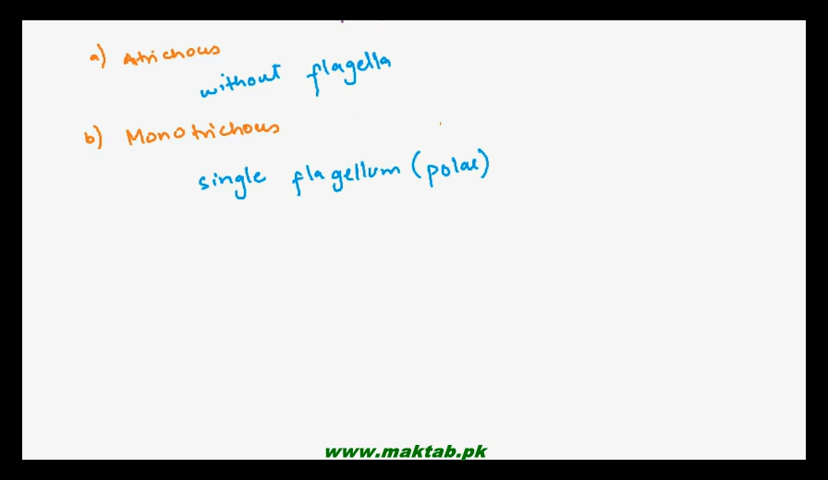 a) Atrichous
without flagella
b) Monotrichous
single flagellum (polar)
www.maktab.pk